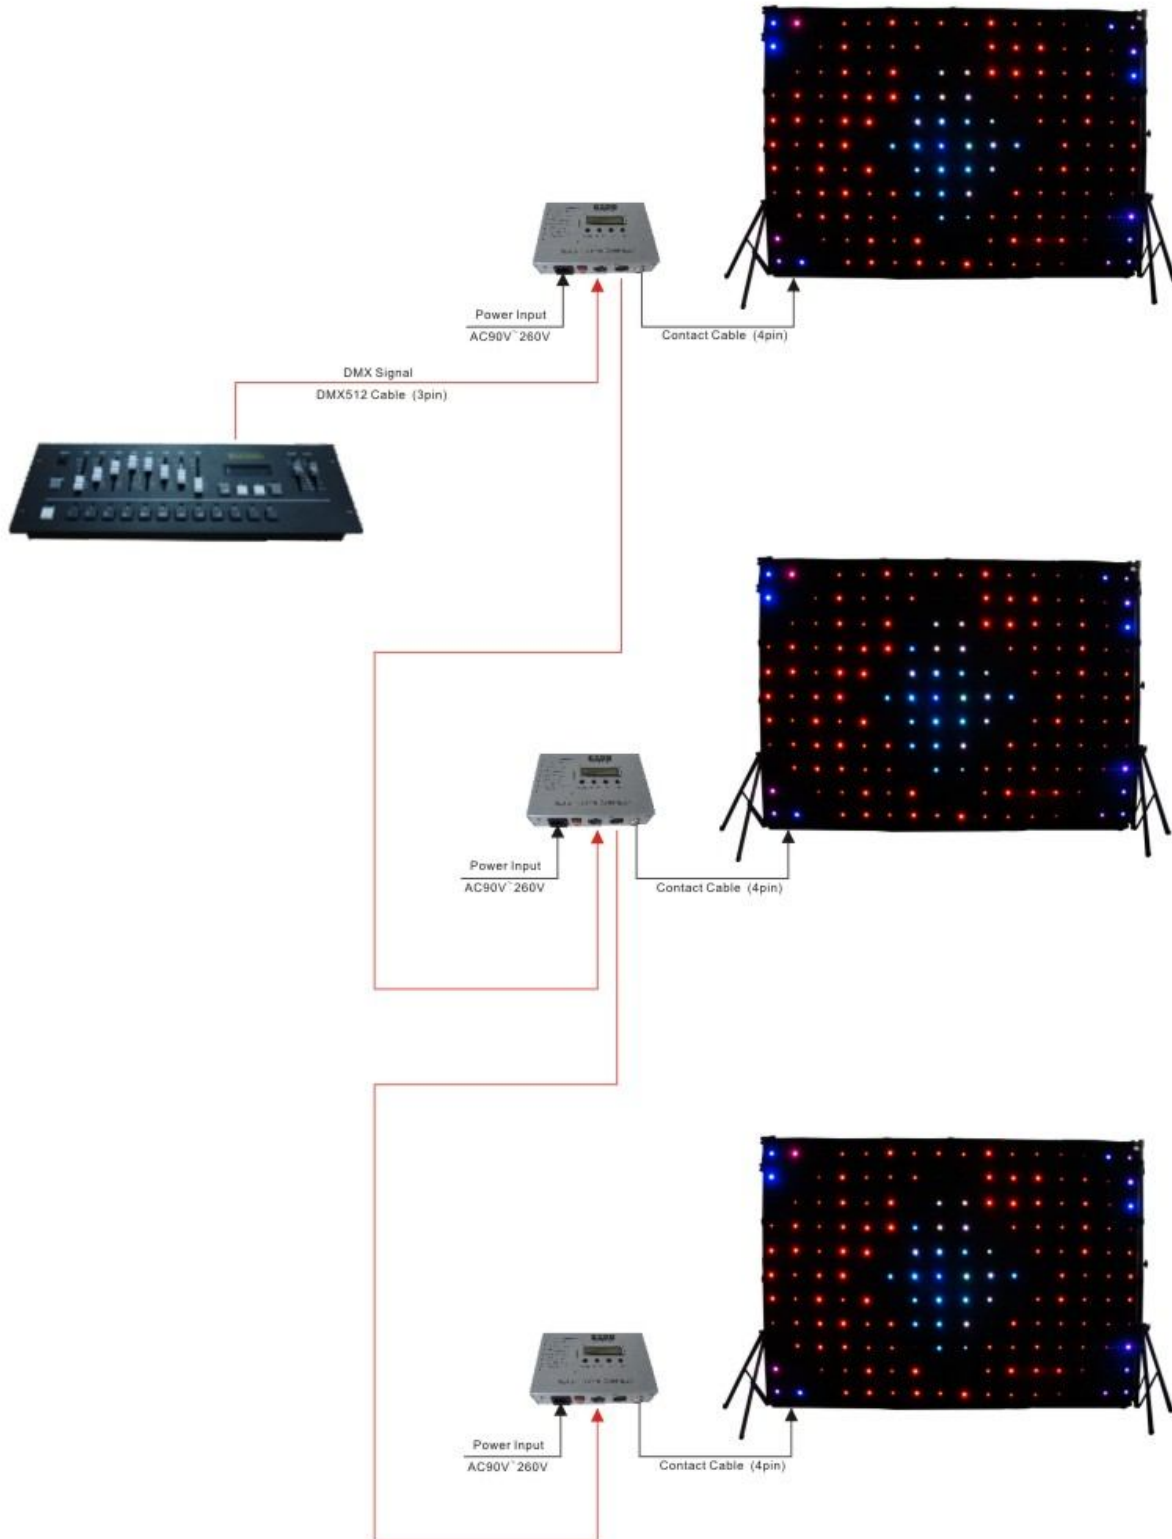 Power Input
AC90V~260V
Contact Cable (4pin)
DMX Signal
DMX512 Cable (3pin)
Power Input
AC90V~260V
Contact Cable (4pin)
Power Input
AC90V~260V
Contact Cable (4pin)